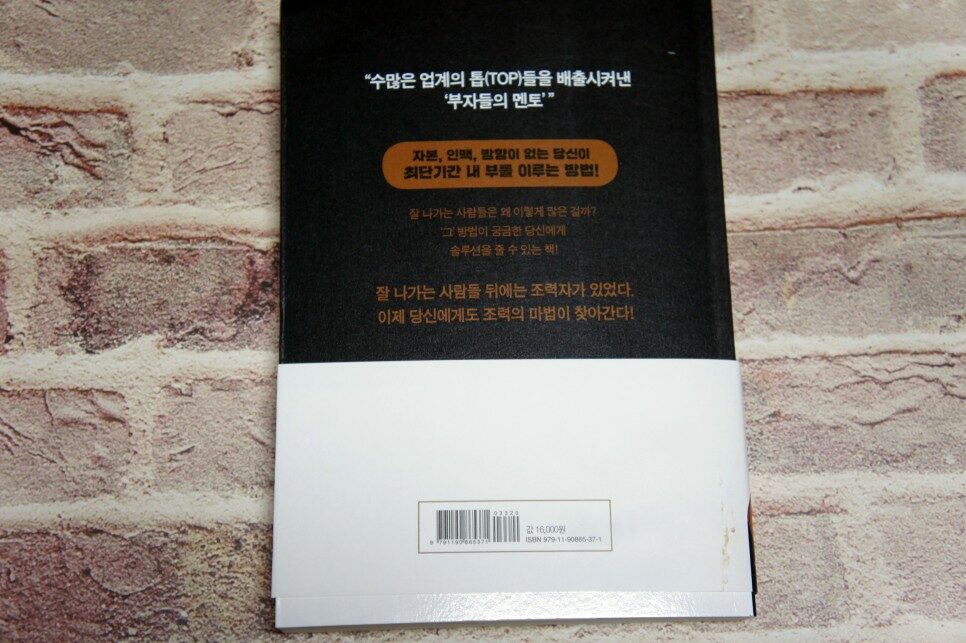 “수많은 업계의 톱(TOP)들을 배출시켜낸
‘부자들의 멘토’”
자본, 인맥, 방향이 없는 당신이
최단기간 내 부를 이루는 방법!
잘 나가는 사람들은 왜 이렇게 많은 걸까?
‘그’ 방법이 궁금한 당신에게
솔루션을 줄 수 있는 책!
잘 나가는 사람들 뒤에는 조력자가 있었다.
이제 당신에게도 조력의 마법이 찾아간다!
03320
9 791190 865371
값 16,000원
ISBN 979-11-90865-37-1